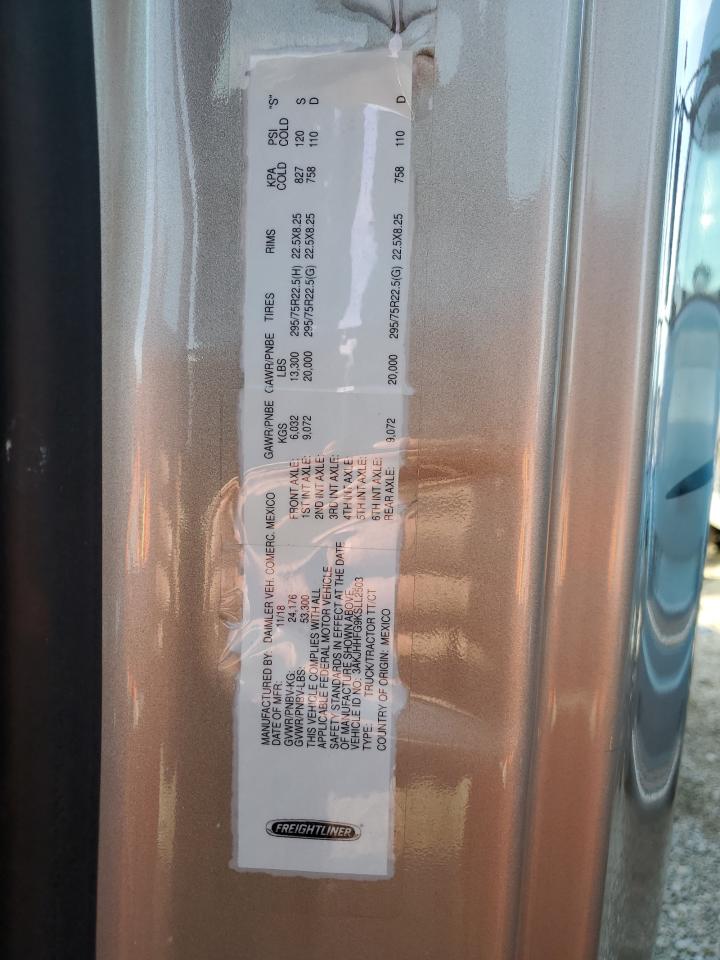 FREIGHTLINER
MANUFACTURED BY: DAIMLER VEH. COMERC. MEXICO
DATE OF MFR: 11/18
GVWR/PNBV-KG: 24,176
GVWR/PNBV-LBS: 53,300
THIS VEHICLE COMPLIES WITH ALL
APPLICABLE FEDERAL MOTOR VEHICLE
SAFETY STANDARDS IN EFFECT AT THE DATE
OF MANUFACTURE SHOWN ABOVE
VEHICLE ID NO: 3AKJHHFG9KSLL2503
TYPE: TRUCK/TRACTOR TT/CT
COUNTRY OF ORIGIN: MEXICO
GAWR/PNBE GAWR/PNBE TIRES RIMS KPA PSI "S"
KGS LBS COLD COLD
FRONT AXLE: 6,032 13,300 295/75R22.5(H) 22.5X8.25 827 120 S
1ST INT AXLE: 9,072 20,000 295/75R22.5(G) 22.5X8.25 758 110 D
2ND INT AXLE:
3RD INT AXLE:
4TH INT AXLE:
5TH INT AXLE:
6TH INT AXLE:
REAR AXLE: 9,072 20,000 295/75R22.5(G) 22.5X8.25 758 110 D